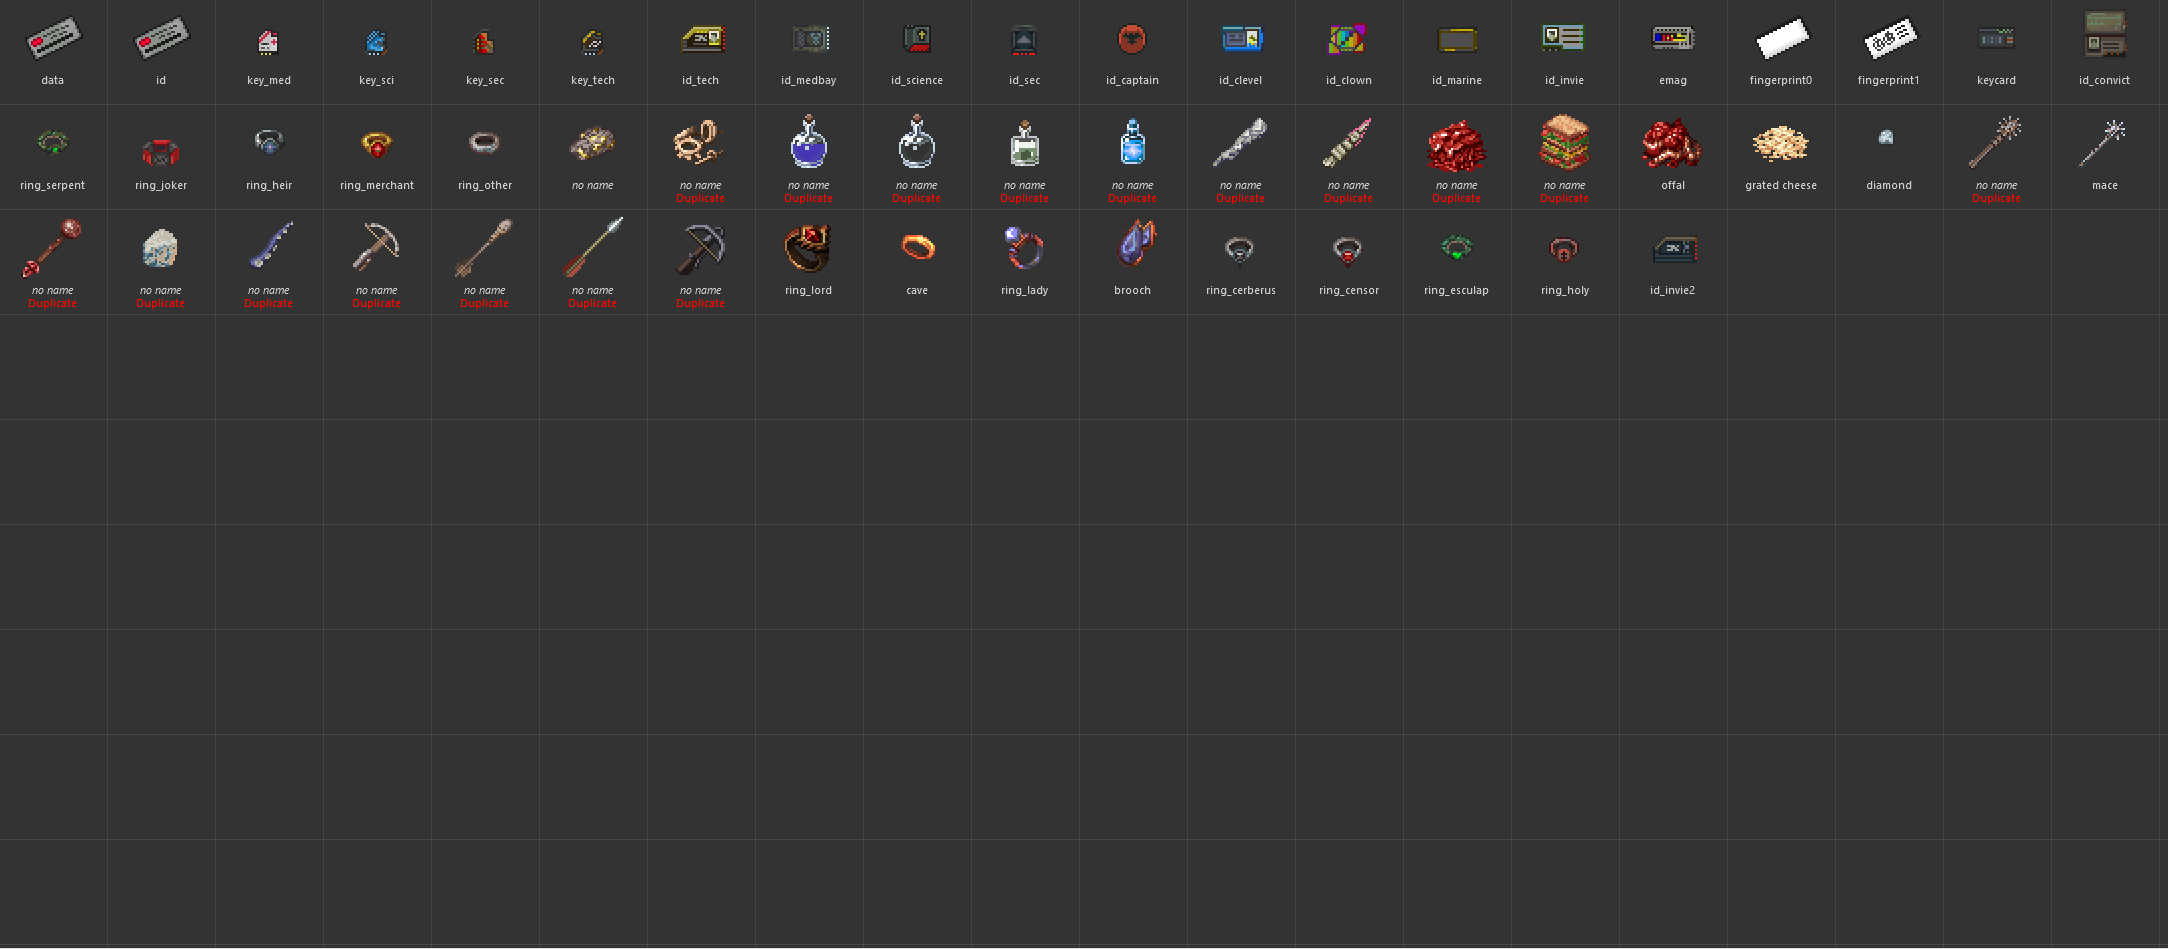 data id key_med key_sci key_sec key_tech id_tech id_medbay id_science id_sec id_captain id_clevel id_clown id_marine id_invie emag fingerprint0 fingerprint1 keycard id_convict
ring_serpent ring_joker ring_heir ring_merchant ring_other no name no name no name no name no name no name no name no name no name no name offal grated cheese diamond no name mace
Duplicate Duplicate Duplicate Duplicate Duplicate Duplicate Duplicate Duplicate Duplicate Duplicate
no name no name no name no name no name no name no name ring_lord cave ring_lady brooch ring_cerberus ring_censor ring_esculap ring_holy id_invie2
Duplicate Duplicate Duplicate Duplicate Duplicate Duplicate Duplicate